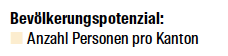 Bevölkerungspotenzial:
Anzahl Personen pro Kanton